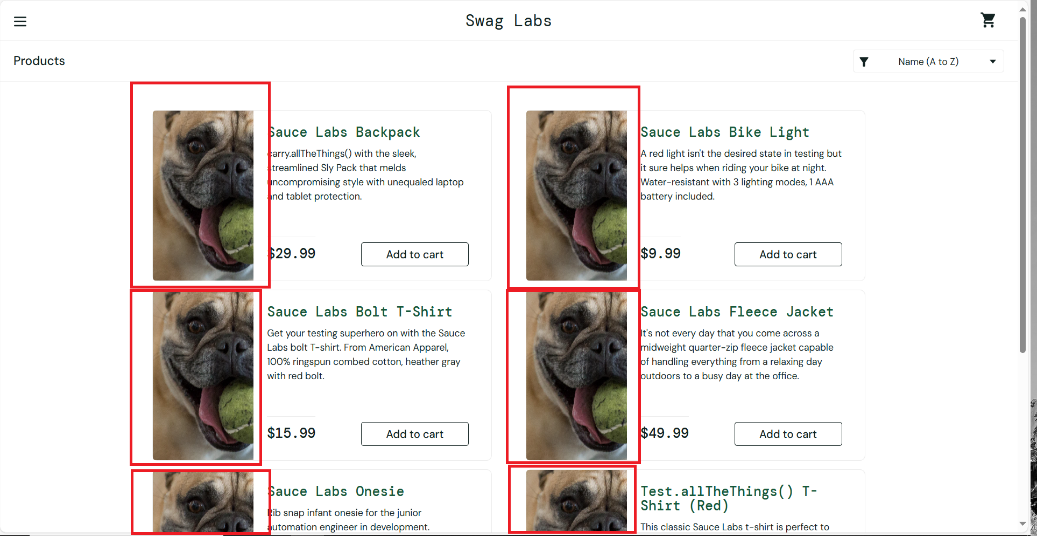 Swag Labs
Products
Name (A to Z)
Sauce Labs Backpack
carry.allTheThings() with the sleek,
streamlined Sly Pack that melds
uncompromising style with unequaled laptop
and tablet protection.
$29.99
Add to cart
Sauce Labs Bike Light
A red light isn't the desired state in testing but
it sure helps when riding your bike at night.
Water-resistant with 3 lighting modes, 1 AAA
battery included.
$9.99
Add to cart
Sauce Labs Bolt T-Shirt
Get your testing superhero on with the Sauce
Labs bolt T-shirt. From American Apparel,
100% ringspun combed cotton, heather gray
with red bolt.
$15.99
Add to cart
Sauce Labs Fleece Jacket
It's not every day that you come across a
midweight quarter-zip fleece jacket capable
of handling everything from a relaxing day
outdoors to a busy day at the office.
$49.99
Add to cart
Sauce Labs Onesie
Rib snap infant onesie for the junior
automation engineer in development.
Test.allTheThings() T-
Shirt (Red)
This classic Sauce Labs t-shirt is perfect to